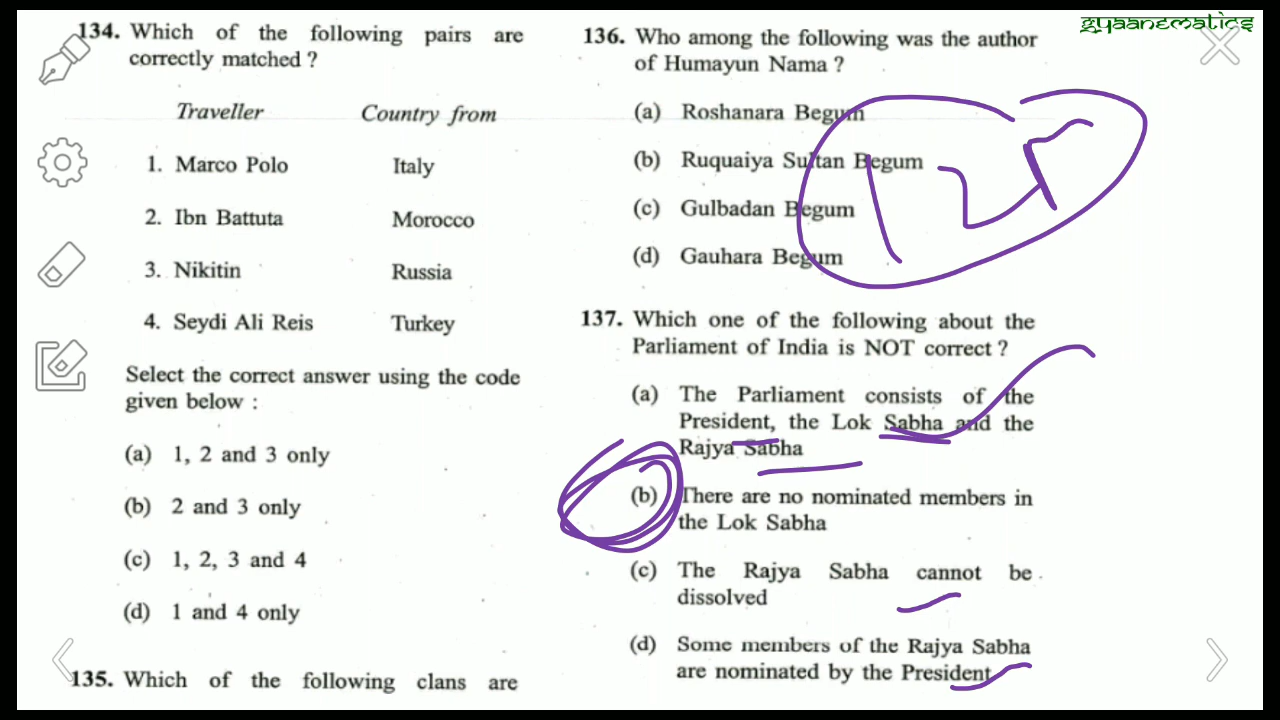 gyaanematics
134. Which of the following pairs are
correctly matched ?
Traveller Country from
1. Marco Polo Italy
2. Ibn Battuta Morocco
3. Nikitin Russia
4. Seydi Ali Reis Turkey
Select the correct answer using the code
given below :
(a) 1, 2 and 3 only
(b) 2 and 3 only
(c) 1, 2, 3 and 4
(d) 1 and 4 only
135. Which of the following clans are
136. Who among the following was the author
of Humayun Nama ?
(a) Roshanara Begum
(b) Ruquaiya Sultan Begum
(c) Gulbadan Begum
(d) Gauhara Begum
125
137. Which one of the following about the
Parliament of India is NOT correct ?
(a) The Parliament consists of the
President, the Lok Sabha and the
Rajya Sabha
(b) There are no nominated members in
the Lok Sabha
(c) The Rajya Sabha cannot be
dissolved
(d) Some members of the Rajya Sabha
are nominated by the President